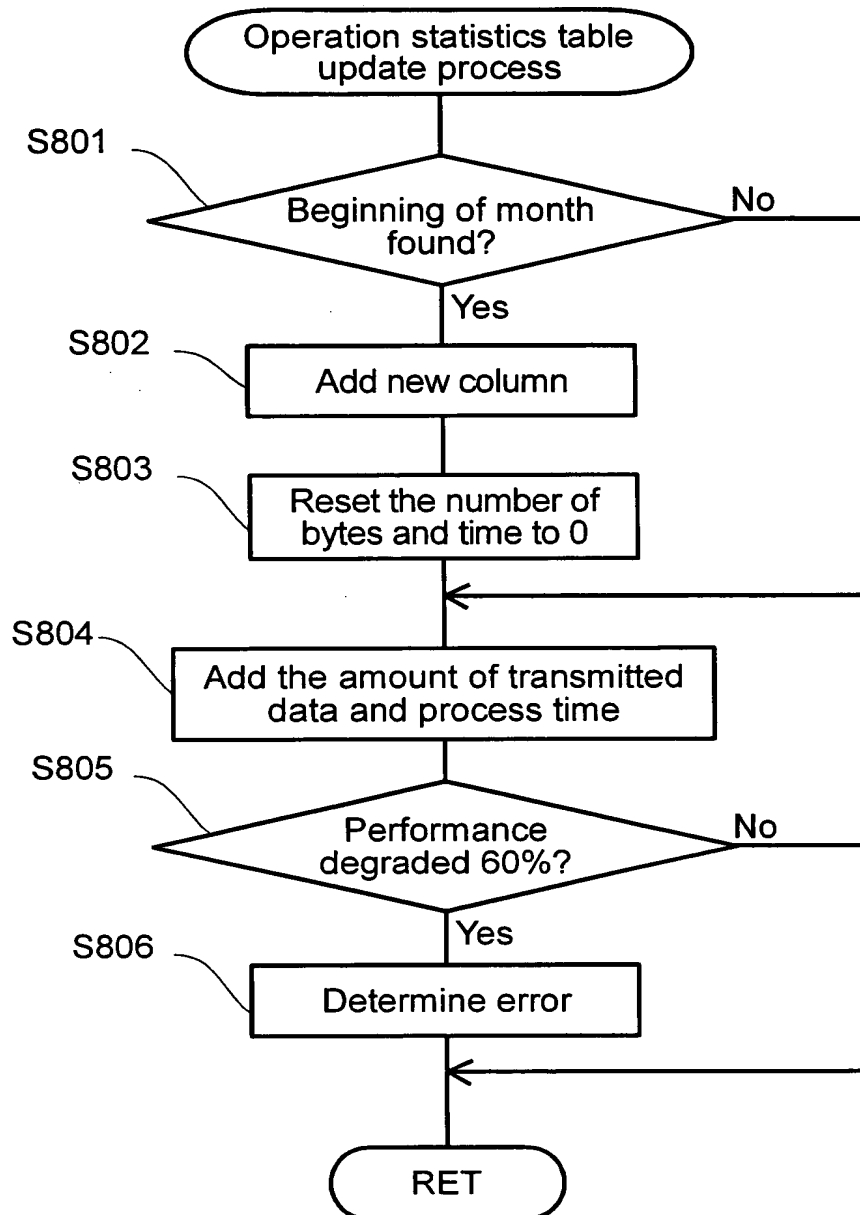 Operation statistics table
update process
S801
Beginning of month
found?
No
Yes
S802
Add new column
S803
Reset the number of
bytes and time to 0
S804
Add the amount of transmitted
data and process time
S805
Performance
degraded 60%?
No
Yes
S806
Determine error
RET